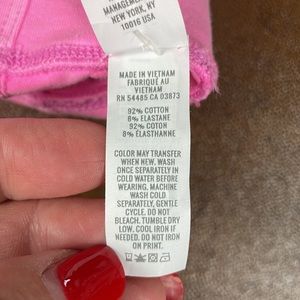 MANAGEMENT
NEW YORK, NY
10016 USA
MADE IN VIETNAM
FABRIQUÉ AU
VIETNAM
RN 54485 CA 03873
92% COTTON
8% ELASTANE
92% COTON
8% ÉLASTHANNE
COLOR MAY TRANSFER
WHEN NEW. WASH
ONCE SEPARATELY IN
COLD WATER BEFORE
WEARING. MACHINE
WASH COLD
SEPARATELY, GENTLE
CYCLE. DO NOT
BLEACH. TUMBLE DRY
LOW. COOL IRON IF
NEEDED. DO NOT IRON
ON PRINT.